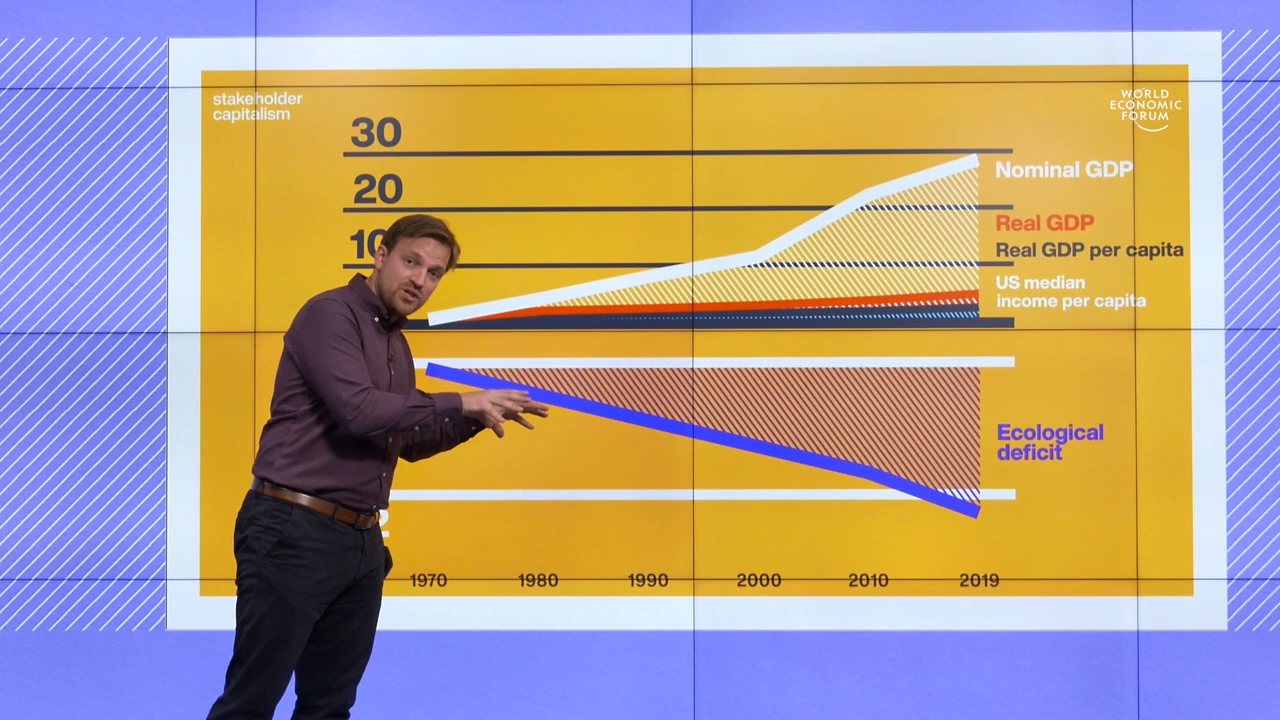 stakeholder
capitalism
WORLD
ECONOMIC
FORUM
30
20
10
Nominal GDP
Real GDP
Real GDP per capita
US median
income per capita
Ecological
deficit
1970 1980 1990 2000 2010 2019